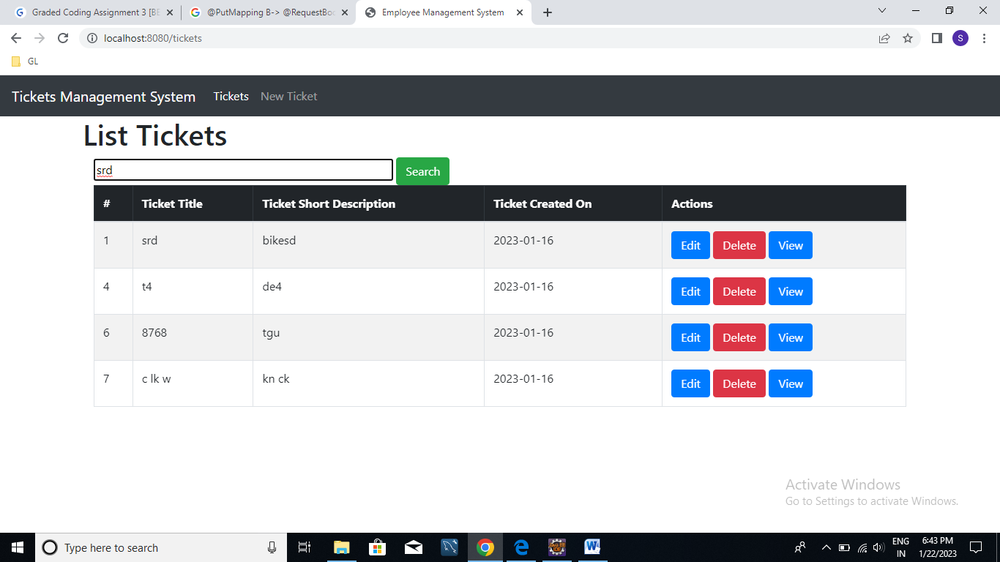 Graded Coding Assignment 3 [BE
@PutMapping B-> @RequestBoc
Employee Management System
localhost:8080/tickets
S
GL
Tickets Management System Tickets New Ticket
List Tickets
srd Search
# Ticket Title Ticket Short Description Ticket Created On Actions
1 srd bikesd 2023-01-16 Edit Delete View
4 t4 de4 2023-01-16 Edit Delete View
6 8768 tgu 2023-01-16 Edit Delete View
7 c lk w kn ck 2023-01-16 Edit Delete View
Activate Windows
Go to Settings to activate Windows.
Type here to search
ENG
IN
6:43 PM
1/22/2023